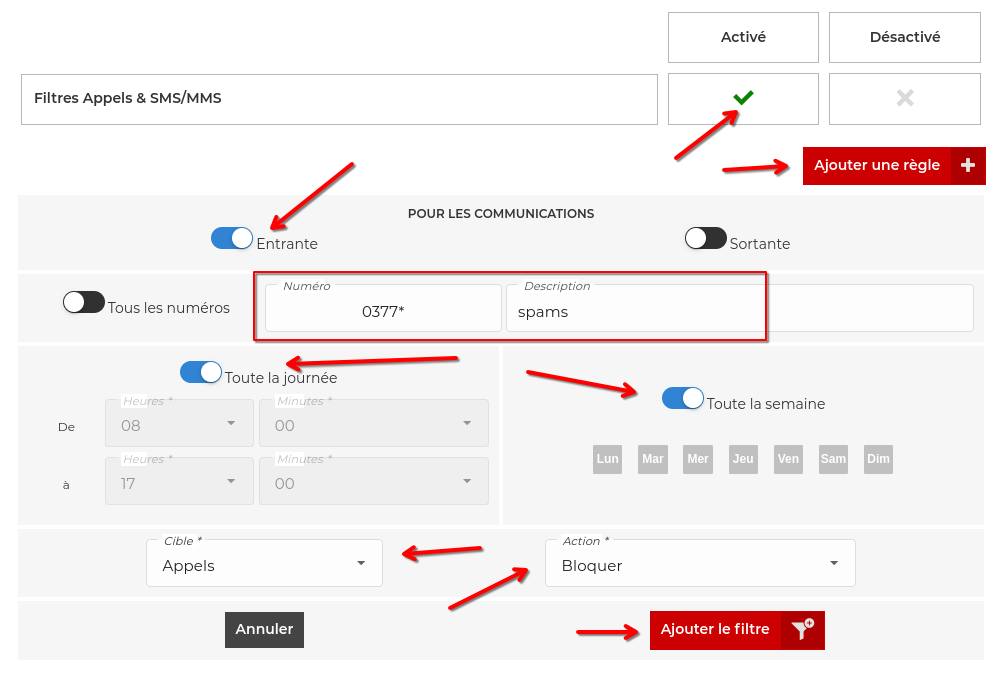 Activé
Désactivé
Filtres Appels & SMS/MMS
Ajouter une règle
POUR LES COMMUNICATIONS
Entrante
Sortante
Tous les numéros
Numéro
0377*
Description
spams
Toute la journée
De
Heures *
08
Minutes *
00
à
Heures *
17
Minutes *
00
Toute la semaine
Lun Mar Mer Jeu Ven Sam Dim
Cible *
Appels
Action *
Bloquer
Annuler
Ajouter le filtre